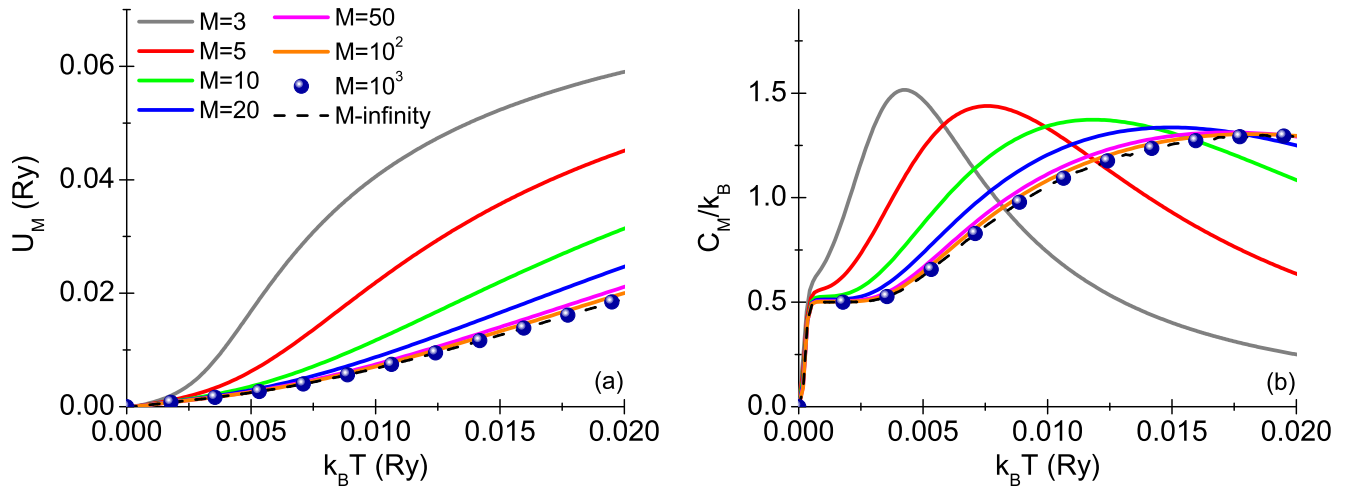 M=3
M=5
M=10
M=20
M=50
M=10²
M=10³
M-infinity
0.06
0.04
0.02
0.00
U_M (Ry)
0.000 0.005 0.010 0.015 0.020
k_BT (Ry)
(a)
1.5
1.0
0.5
0.0
C_M/k_B
0.000 0.005 0.010 0.015 0.020
k_BT (Ry)
(b)